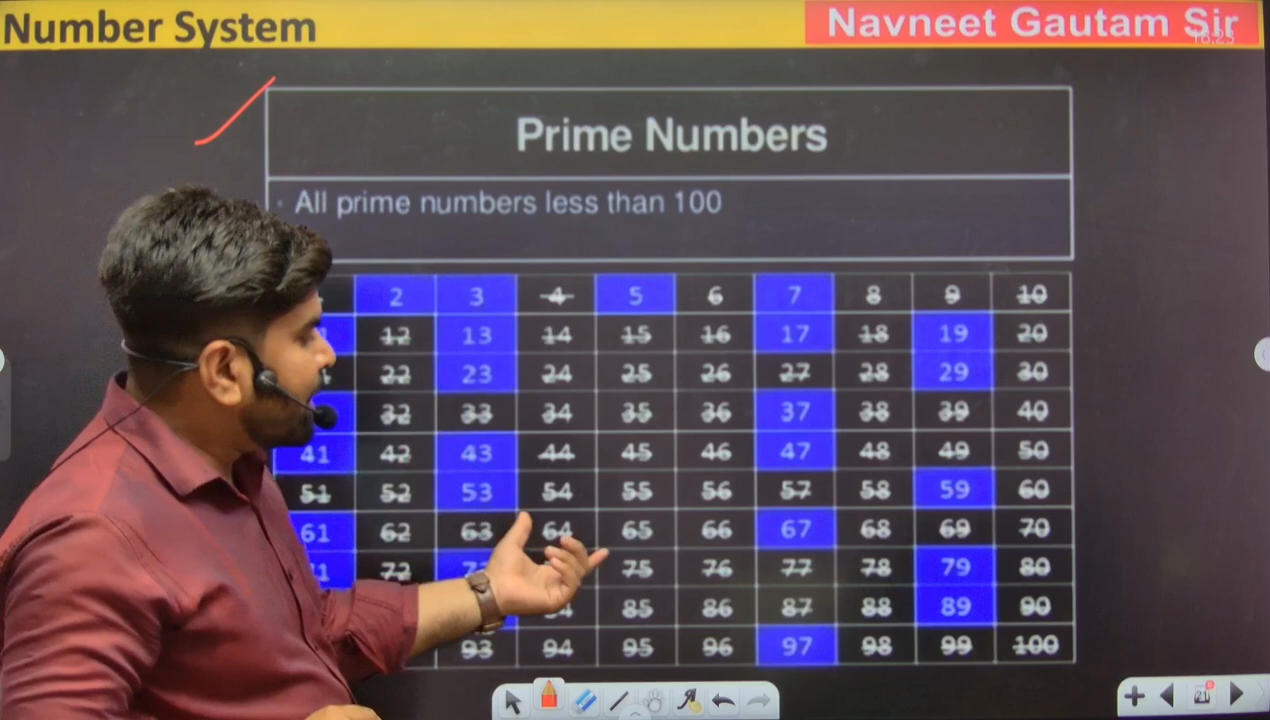 Number System
Navneet Gautam Sir
16:23
Prime Numbers
All prime numbers less than 100
2 3 4 5 6 7 8 9 10
12 13 14 15 16 17 18 19 20
22 23 24 25 26 27 28 29 30
32 33 34 35 36 37 38 39 40
41 42 43 44 45 46 47 48 49 50
51 52 53 54 55 56 57 58 59 60
61 62 63 64 65 66 67 68 69 70
72 75 76 77 78 79 80
85 86 87 88 89 90
93 94 95 96 97 98 99 100
21